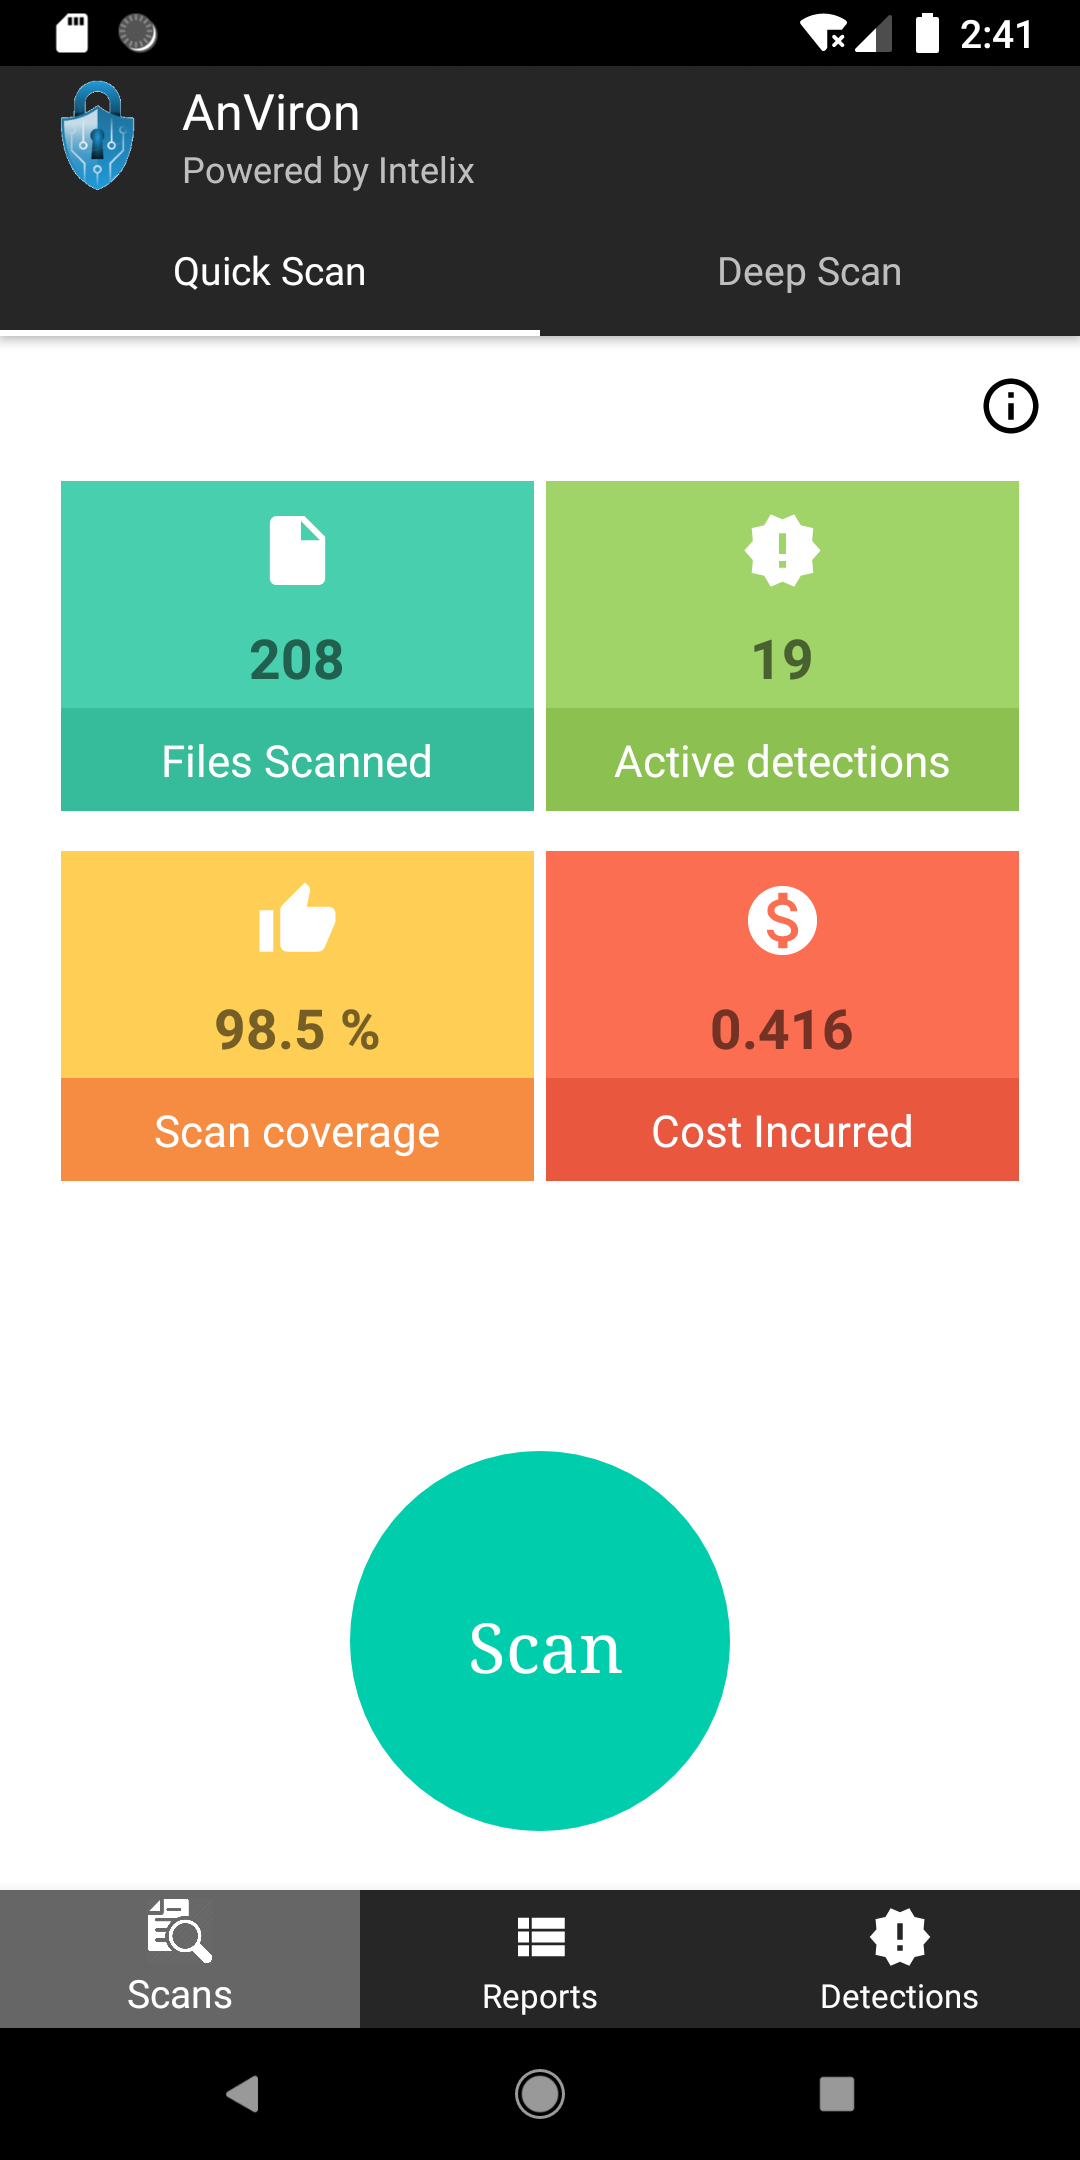 2:41
AnViron
Powered by Intelix
Quick Scan
Deep Scan
208
19
Files Scanned
Active detections
98.5 %
0.416
Scan coverage
Cost Incurred
Scan
Scans
Reports
Detections